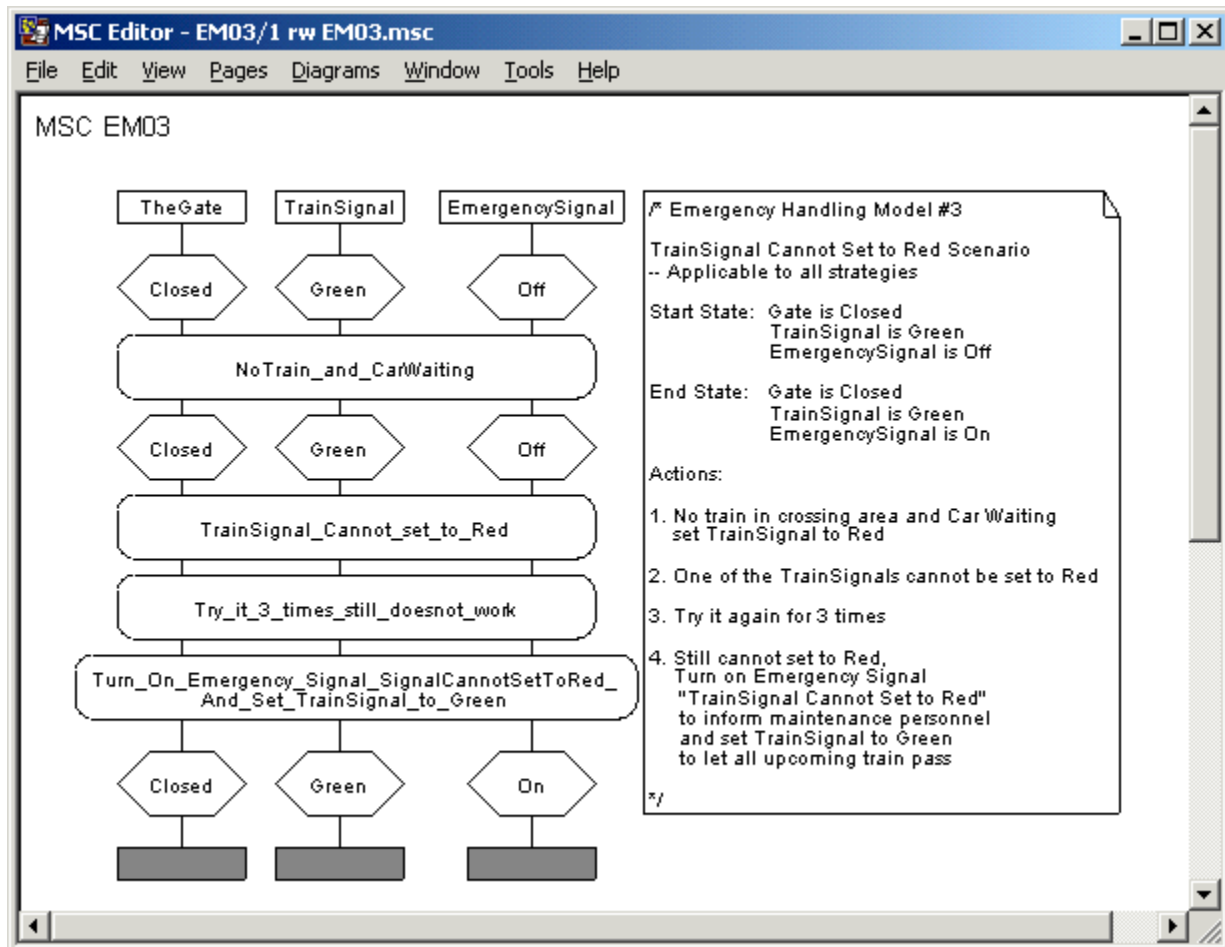 MSC Editor - EM03/1 rw EM03.msc
File Edit View Pages Diagrams Window Tools Help
MSC EM03
TheGate TrainSignal EmergencySignal
Closed Green Off
NoTrain_and_CarWaiting
Closed Green Off
TrainSignal_Cannot_set_to_Red
Try_it_3_times_still_doesnot_work
Turn_On_Emergency_Signal_SignalCannotSetToRed_
And_Set_TrainSignal_to_Green
Closed Green On
/* Emergency Handling Model #3
TrainSignal Cannot Set to Red Scenario
-- Applicable to all strategies
Start State: Gate is Closed
TrainSignal is Green
EmergencySignal is Off
End State: Gate is Closed
TrainSignal is Green
EmergencySignal is On
Actions:
1. No train in crossing area and Car Waiting
set TrainSignal to Red
2. One of the TrainSignals cannot be set to Red
3. Try it again for 3 times
4. Still cannot set to Red,
Turn on Emergency Signal
"TrainSignal Cannot Set to Red"
to inform maintenance personnel
and set TrainSignal to Green
to let all upcoming train pass
*/